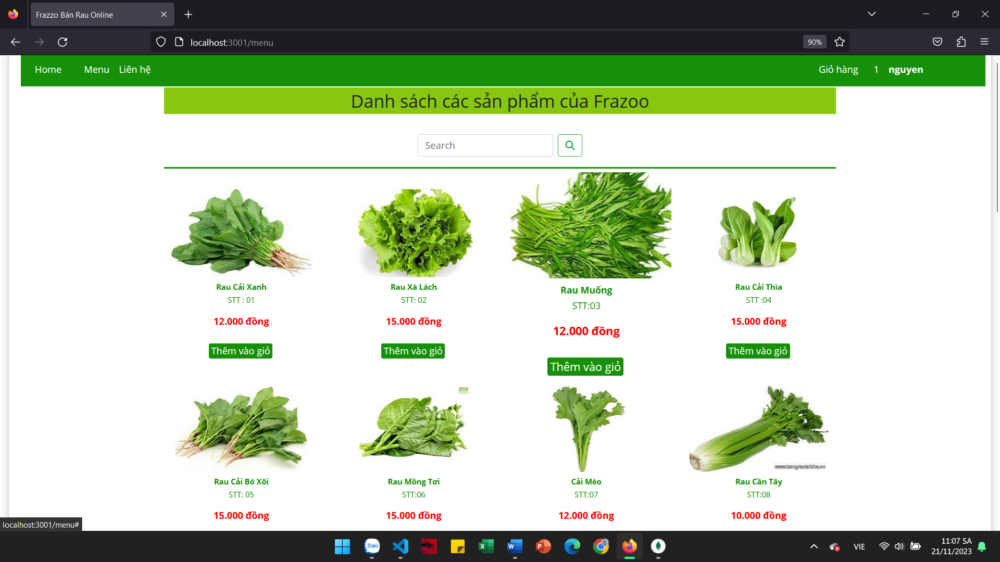 Frazzo Bán Rau Online
localhost:3001/menu
90%
Home Menu Liên hệ Giỏ hàng 1 nguyen
Danh sách các sản phẩm của Frazoo
Search
Rau Cải Xanh
STT : 01
12.000 đồng
Thêm vào giỏ
Rau Xà Lách
STT: 02
15.000 đồng
Thêm vào giỏ
Rau Muống
STT:03
12.000 đồng
Thêm vào giỏ
Rau Cải Thìa
STT :04
15.000 đồng
Thêm vào giỏ
Rau Cải Bó Xôi
STT: 05
15.000 đồng
OTIV
Rau Mồng Tơi
STT:06
15.000 đồng
Cải Mèo
STT:07
12.000 đồng
www.trongrautainha.vn
Rau Cần Tây
STT:08
10.000 đồng
localhost:3001/menu#
Zalo
VIE
11:07 SA
21/11/2023